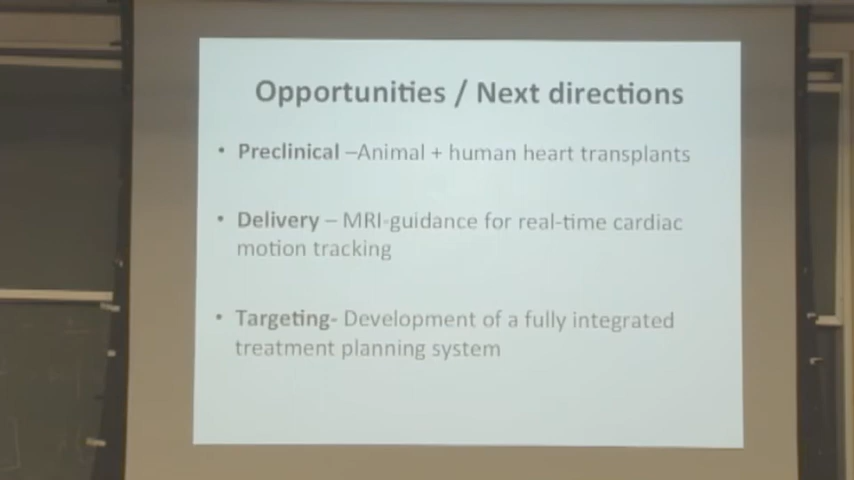 Opportunities / Next directions
• Preclinical –Animal + human heart transplants
• Delivery – MRI-guidance for real-time cardiac
motion tracking
• Targeting- Development of a fully integrated
treatment planning system